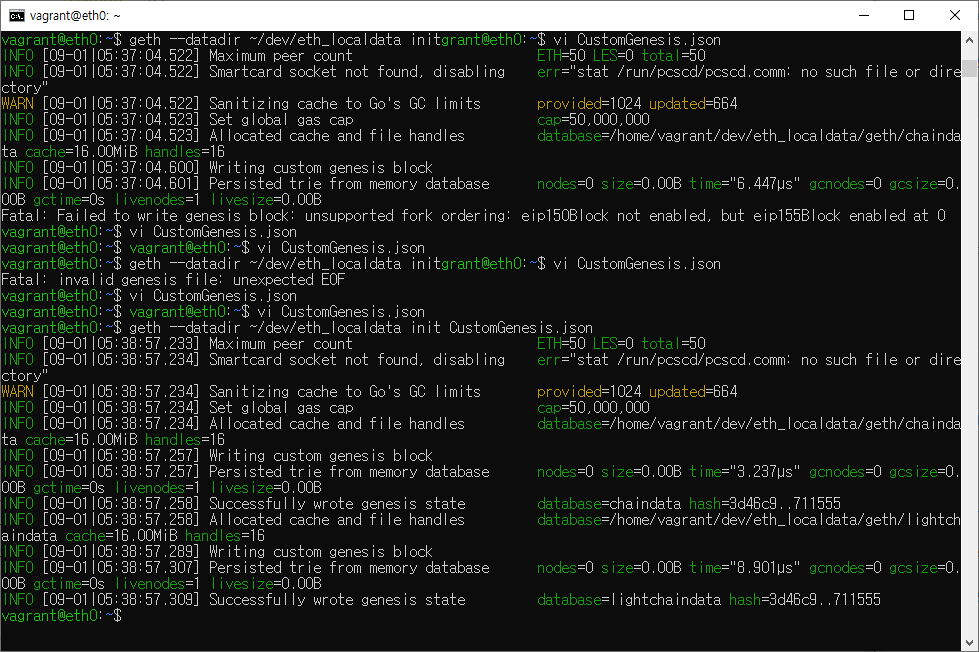 vagrant@eth0: ~
vagrant@eth0:~$ geth --datadir ~/dev/eth_localdata initgrant@eth0:~$ vi CustomGenesis.json
INFO [09-01|05:37:04.522] Maximum peer count ETH=50 LES=0 total=50
INFO [09-01|05:37:04.522] Smartcard socket not found, disabling err="stat /run/pcscd/pcscd.comm: no such file or dire
ctory"
WARN [09-01|05:37:04.522] Sanitizing cache to Go's GC limits provided=1024 updated=664
INFO [09-01|05:37:04.523] Set global gas cap cap=50,000,000
INFO [09-01|05:37:04.523] Allocated cache and file handles database=/home/vagrant/dev/eth_localdata/geth/chainda
ta cache=16.00MiB handles=16
INFO [09-01|05:37:04.600] Writing custom genesis block
INFO [09-01|05:37:04.601] Persisted trie from memory database nodes=0 size=0.00B time="6.447µs" gcnodes=0 gcsize=0.
00B gctime=0s livenodes=1 livesize=0.00B
Fatal: Failed to write genesis block: unsupported fork ordering: eip150Block not enabled, but eip155Block enabled at 0
vagrant@eth0:~$ vi CustomGenesis.json
vagrant@eth0:~$ vagrant@eth0:~$ vi CustomGenesis.json
vagrant@eth0:~$ geth --datadir ~/dev/eth_localdata initgrant@eth0:~$ vi CustomGenesis.json
Fatal: invalid genesis file: unexpected EOF
vagrant@eth0:~$ vi CustomGenesis.json
vagrant@eth0:~$ vagrant@eth0:~$ vi CustomGenesis.json
vagrant@eth0:~$ geth --datadir ~/dev/eth_localdata init CustomGenesis.json
INFO [09-01|05:38:57.233] Maximum peer count ETH=50 LES=0 total=50
INFO [09-01|05:38:57.234] Smartcard socket not found, disabling err="stat /run/pcscd/pcscd.comm: no such file or dire
ctory"
WARN [09-01|05:38:57.234] Sanitizing cache to Go's GC limits provided=1024 updated=664
INFO [09-01|05:38:57.234] Set global gas cap cap=50,000,000
INFO [09-01|05:38:57.234] Allocated cache and file handles database=/home/vagrant/dev/eth_localdata/geth/chainda
ta cache=16.00MiB handles=16
INFO [09-01|05:38:57.257] Writing custom genesis block
INFO [09-01|05:38:57.257] Persisted trie from memory database nodes=0 size=0.00B time="3.237µs" gcnodes=0 gcsize=0.
00B gctime=0s livenodes=1 livesize=0.00B
INFO [09-01|05:38:57.258] Successfully wrote genesis state database=chaindata hash=3d46c9..711555
INFO [09-01|05:38:57.258] Allocated cache and file handles database=/home/vagrant/dev/eth_localdata/geth/lightch
aindata cache=16.00MiB handles=16
INFO [09-01|05:38:57.289] Writing custom genesis block
INFO [09-01|05:38:57.307] Persisted trie from memory database nodes=0 size=0.00B time="8.901µs" gcnodes=0 gcsize=0.
00B gctime=0s livenodes=1 livesize=0.00B
INFO [09-01|05:38:57.309] Successfully wrote genesis state database=lightchaindata hash=3d46c9..711555
vagrant@eth0:~$